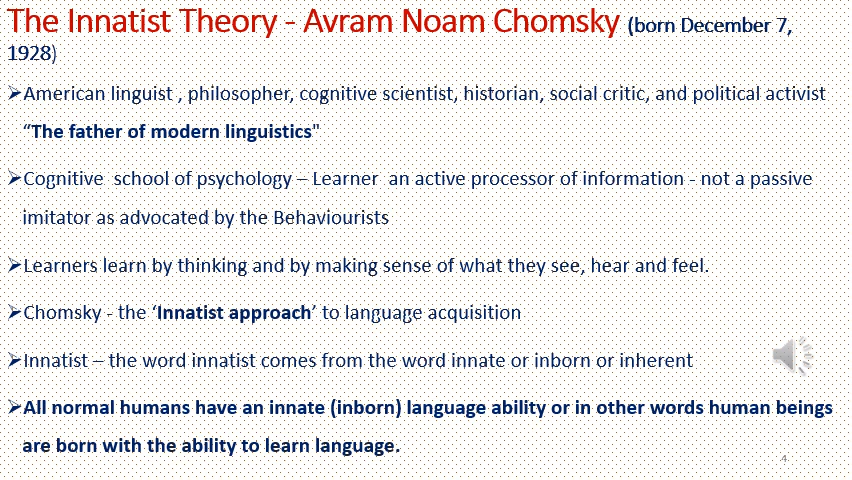 The Innatist Theory - Avram Noam Chomsky (born December 7,
1928)
➢American linguist , philosopher, cognitive scientist, historian, social critic, and political activist
“The father of modern linguistics"
➢Cognitive  school of psychology – Learner  an active processor of information - not a passive
imitator as advocated by the Behaviourists
➢Learners learn by thinking and by making sense of what they see, hear and feel.
➢Chomsky - the ‘Innatist approach’ to language acquisition
➢Innatist – the word innatist comes from the word innate or inborn or inherent
➢All normal humans have an innate (inborn) language ability or in other words human beings
are born with the ability to learn language.
4